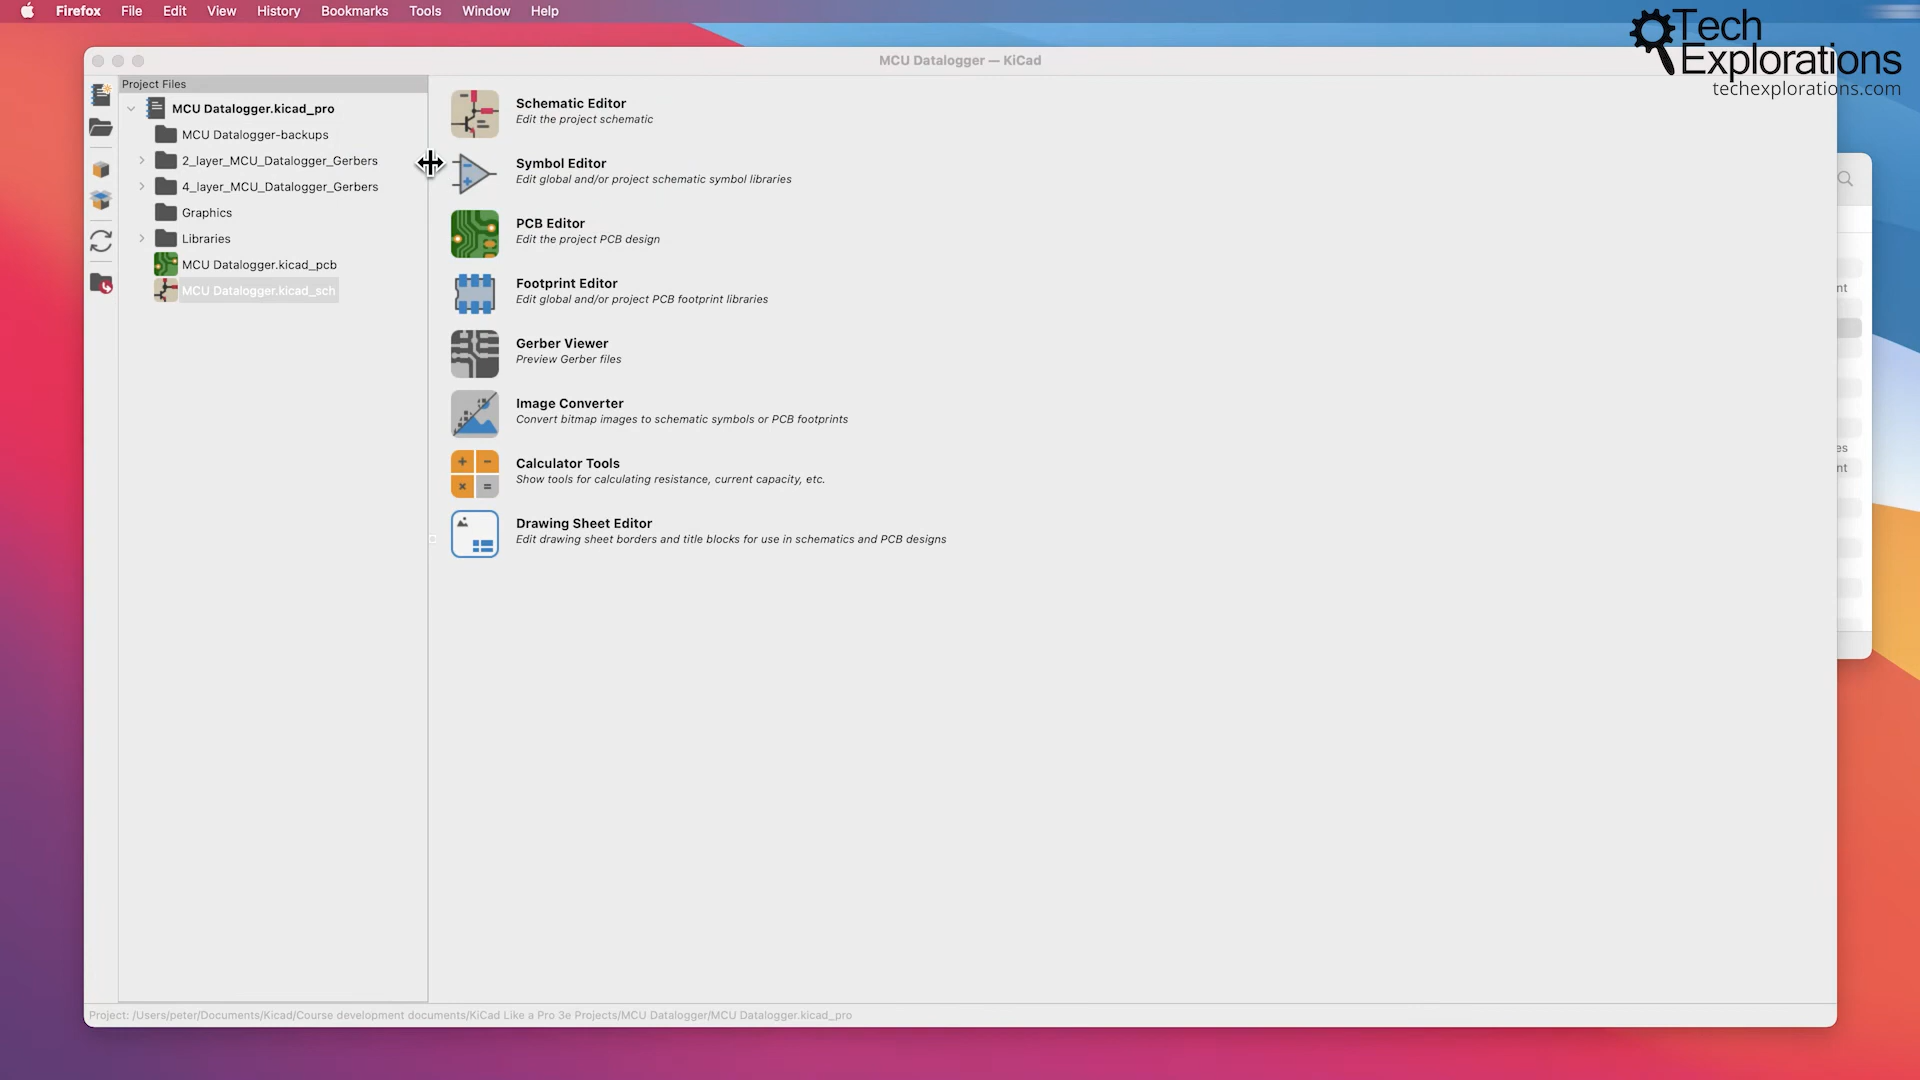 Firefox File Edit View History Bookmarks Tools Window Help
Tech
Explorations
techexplorations.com
MCU Datalogger — KiCad
Project Files
MCU Datalogger.kicad_pro
MCU Datalogger-backups
2_layer_MCU_Datalogger_Gerbers
4_layer_MCU_Datalogger_Gerbers
Graphics
Libraries
MCU Datalogger.kicad_pcb
MCU Datalogger.kicad_sch
Schematic Editor
Edit the project schematic
Symbol Editor
Edit global and/or project schematic symbol libraries
PCB Editor
Edit the project PCB design
Footprint Editor
Edit global and/or project PCB footprint libraries
Gerber Viewer
Preview Gerber files
Image Converter
Convert bitmap images to schematic symbols or PCB footprints
Calculator Tools
Show tools for calculating resistance, current capacity, etc.
Drawing Sheet Editor
Edit drawing sheet borders and title blocks for use in schematics and PCB designs
nt
es
nt
Project: /Users/peter/Documents/Kicad/Course development documents/KiCad Like a Pro 3e Projects/MCU Datalogger/MCU Datalogger.kicad_pro